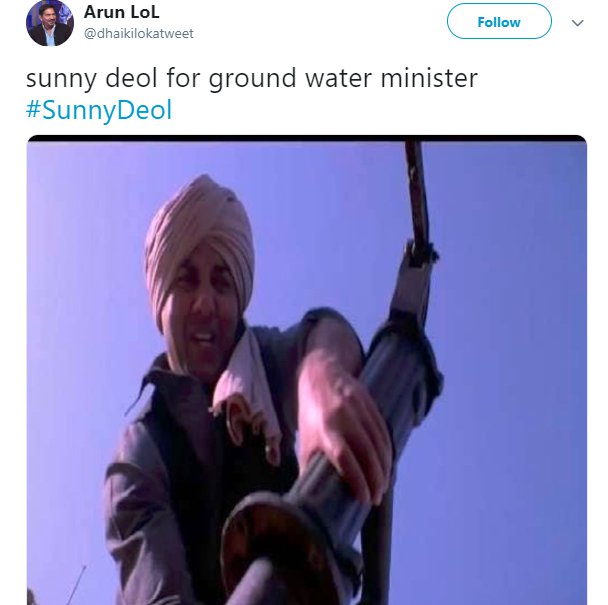 Arun LoL
@dhaikilokatweet
Follow
sunny deol for ground water minister
#SunnyDeol